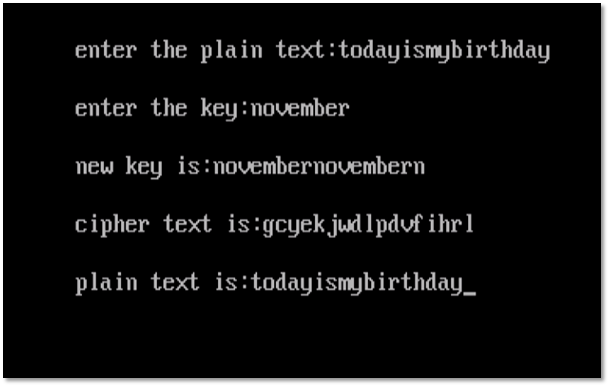 enter the plain text:todayismybirthday
enter the key:november
new key is:novembernovembern
cipher text is:gcyekjwdlpdvfihrl
plain text is:todayismybirthday_